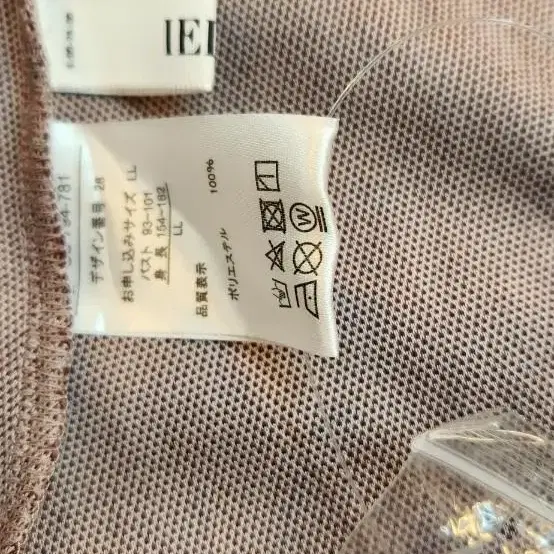 IEI
デザイン番号 28
お申し込みサイズ LL
バスト 93-101
身長 154-162
LL
品質表示
ポリエステル 100%
W